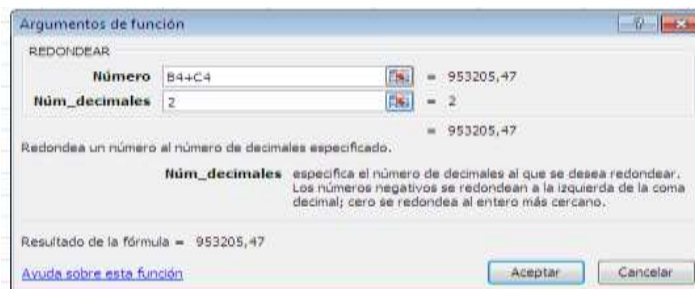 Argumentos de función
REDONDEAR
Número B4+C4 = 953205,47
Núm_decimales 2 = 2
= 953205,47
Redondea un número al número de decimales especificado.
Núm_decimales especifica el número de decimales al que se desea redondear.
Los números negativos se redondean a la izquierda de la coma
decimal; cero se redondea al entero más cercano.
Resultado de la fórmula = 953205,47
Ayuda sobre esta función Aceptar Cancelar